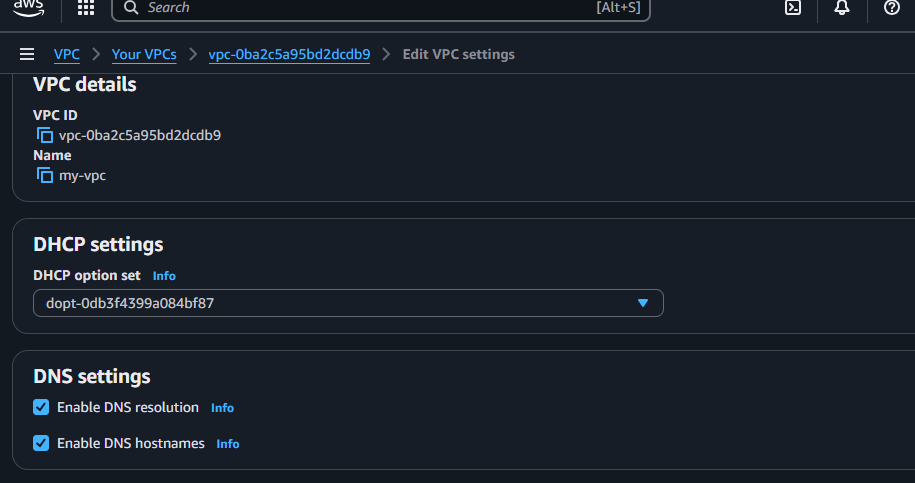 aws Search [Alt+S]
VPC > Your VPCs > vpc-0ba2c5a95bd2dcdb9 > Edit VPC settings
VPC details
VPC ID
vpc-0ba2c5a95bd2dcdb9
Name
my-vpc
DHCP settings
DHCP option set Info
dopt-0db3f4399a084bf87
DNS settings
Enable DNS resolution Info
Enable DNS hostnames Info